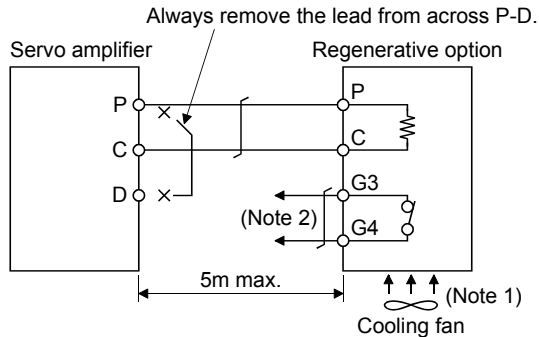 Always remove the lead from across P-D.
Servo amplifier
Regenerative option
P
P
C
C
D
G3
(Note 2)
G4
5m max.
(Note 1)
Cooling fan